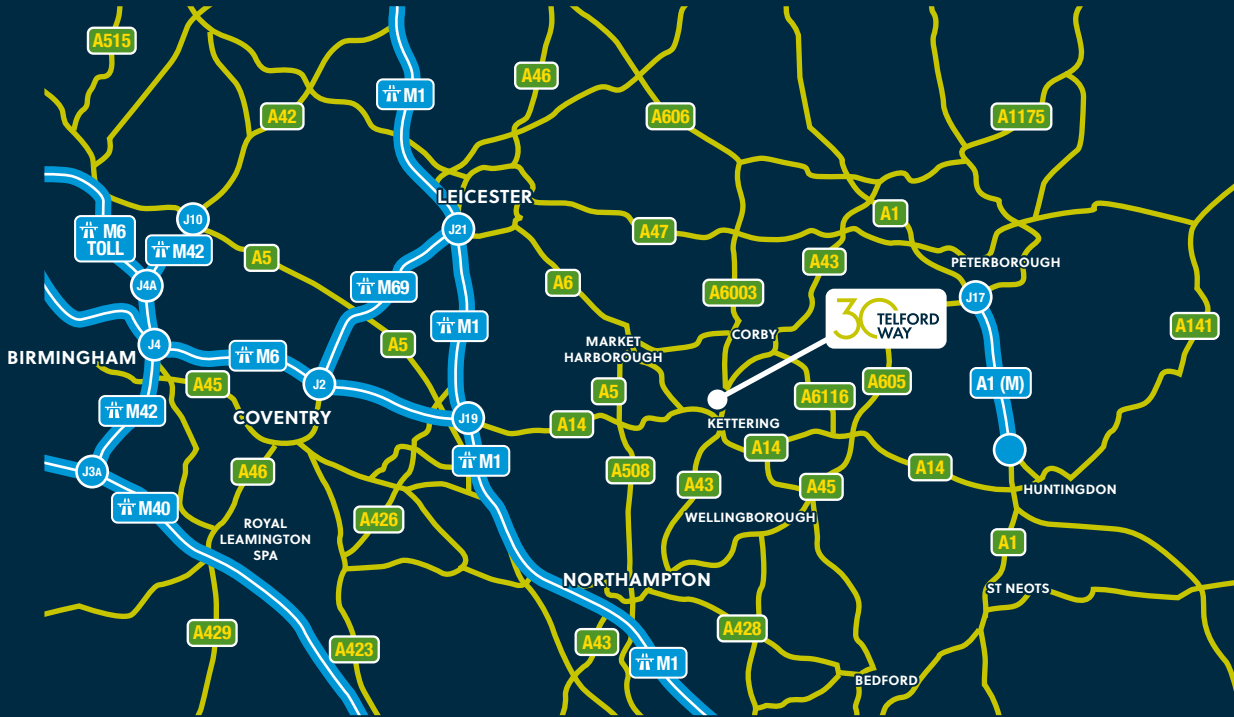 A515
A46
M1
A42
A606
A1175
LEICESTER
J10
A1
J21
M6
TOLL
M42
A47
A5
A43
PETERBOROUGH
J4A
M69
A6
A6003
J17
30 TELFORD
WAY
M1
A141
CORBY
MARKET
HARBOROUGH
J4
BIRMINGHAM
M6
A5
A45
J2
A5
A6116
A605
A1 (M)
M42
COVENTRY
J19
A14
KETTERING
A14
M1
J3A
A46
A508
A14
A43
A45
HUNTINGDON
M40
A426
WELLINGBOROUGH
ROYAL
LEAMINGTON
SPA
A1
NORTHAMPTON
ST NEOTS
A429
A423
A43
A428
M1
BEDFORD